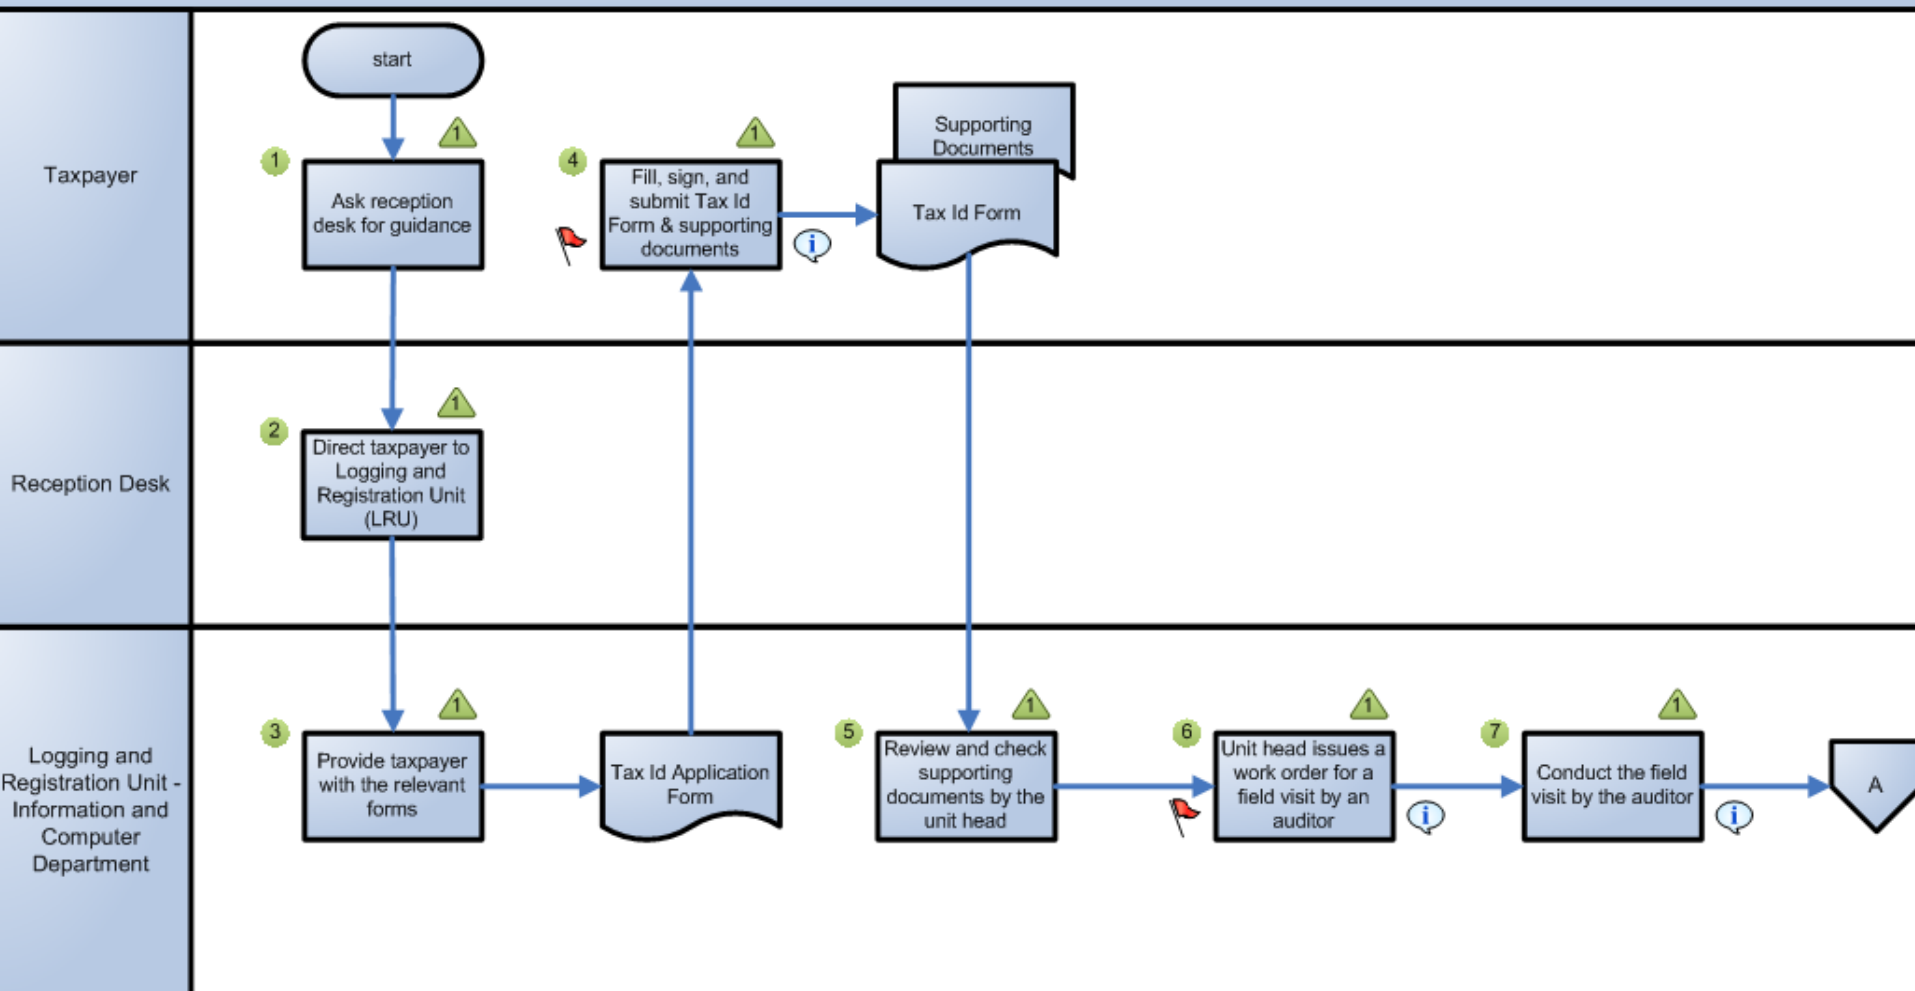 Taxpayer
start
1
1
Ask reception
desk for guidance
4
1
Fill, sign, and
submit Tax Id
Form & supporting
documents
i
Supporting
Documents
Tax Id Form
Reception Desk
2
1
Direct taxpayer to
Logging and
Registration Unit
(LRU)
Logging and
Registration Unit -
Information and
Computer
Department
3
1
Provide taxpayer
with the relevant
forms
Tax Id Application
Form
5
1
Review and check
supporting
documents by the
unit head
6
1
Unit head issues a
work order for a
field visit by an
auditor
i
7
1
Conduct the field
visit by the auditor
i
A